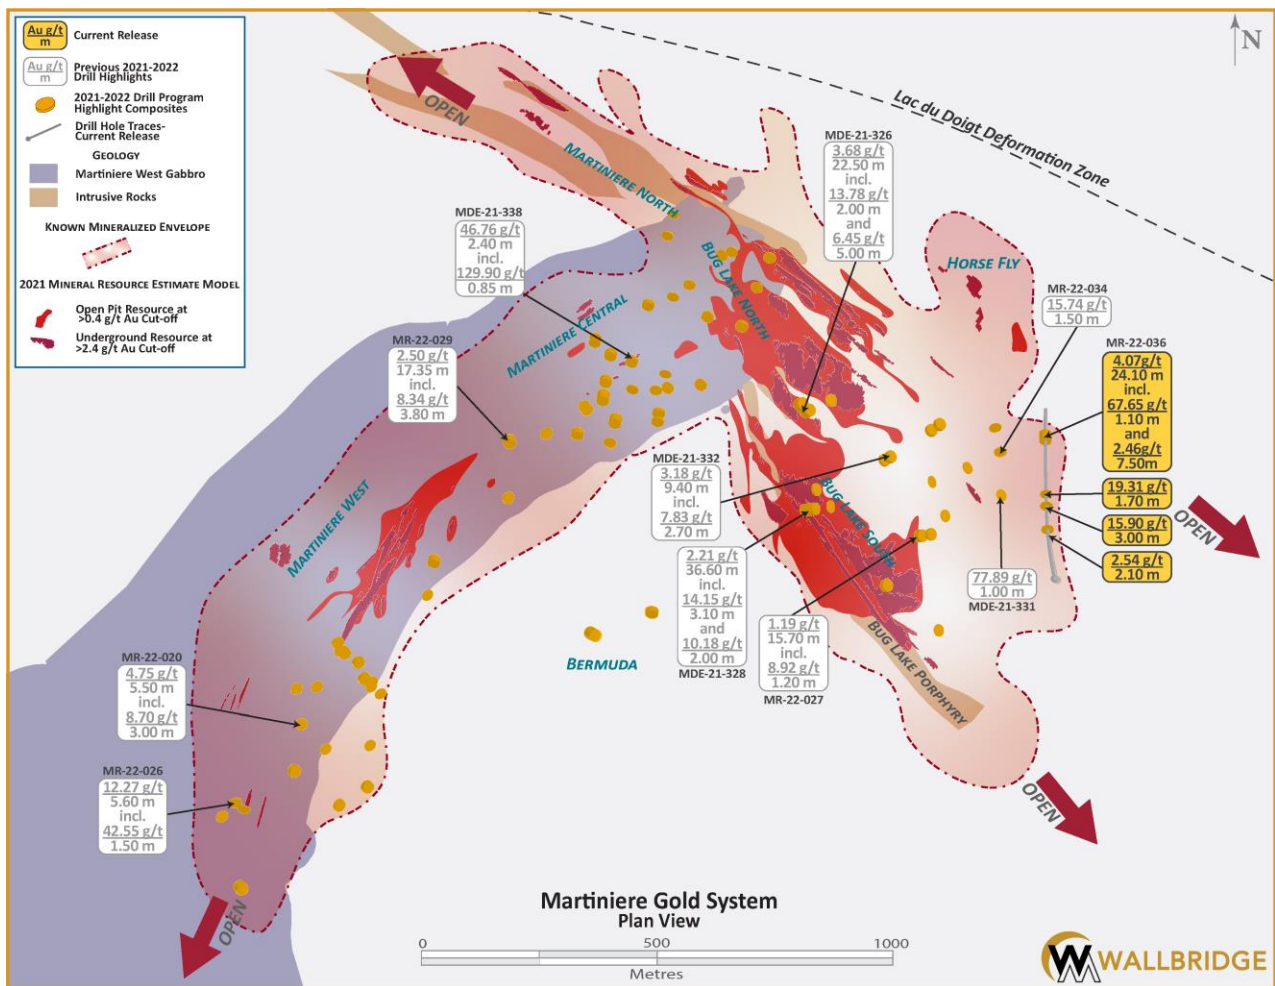 Au g/t
m
Current Release
Au g/t
m
Previous 2021-2022
Drill Highlights
2021-2022 Drill Program
Highlight Composites
Drill Hole Traces-
Current Release
GEOLOGY
Martiniere West Gabbro
Intrusive Rocks
KNOWN MINERALIZED ENVELOPE
2021 MINERAL RESOURCE ESTIMATE MODEL
Open Pit Resource at
>0.4 g/t Au Cut-off
Underground Resource at
>2.4 g/t Au Cut-off
N
Lac du Doigt Deformation Zone
OPEN
MARTINIERE NORTH
BUG LAKE NORTH
MARTINIERE CENTRAL
HORSE FLY
MARTINIERE WEST
BUG LAKE SOUTH
BUG LAKE PORPHYRY
BERMUDA
MDE-21-326
3.68 g/t
22.50 m
incl.
13.78 g/t
2.00 m
and
6.45 g/t
5.00 m
MDE-21-338
46.76 g/t
2.40 m
incl.
129.90 g/t
0.85 m
MR-22-034
15.74 g/t
1.50 m
MR-22-029
2.50 g/t
17.35 m
incl.
8.34 g/t
3.80 m
MR-22-036
4.07g/t
24.10 m
incl.
67.65 g/t
1.10 m
and
2.46g/t
7.50m
19.31 g/t
1.70 m
15.90 g/t
3.00 m
2.54 g/t
2.10 m
OPEN
MDE-21-332
3.18 g/t
9.40 m
incl.
7.83 g/t
2.70 m
2.21 g/t
36.60 m
incl.
14.15 g/t
3.10 m
and
10.18 g/t
2.00 m
MDE-21-328
1.19 g/t
15.70 m
incl.
8.92 g/t
1.20 m
MR-22-027
77.89 g/t
1.00 m
MDE-21-331
MR-22-020
4.75 g/t
5.50 m
incl.
8.70 g/t
3.00 m
MR-22-026
12.27 g/t
5.60 m
incl.
42.55 g/t
1.50 m
OPEN
OPEN
Martiniere Gold System
Plan View
0 500 1000
Metres
WALLBRIDGE